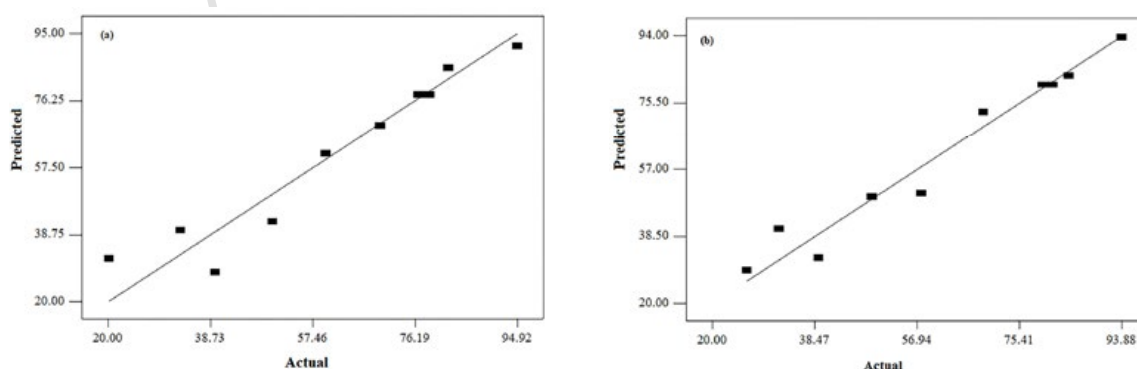 (a)
95.00
76.25
57.50
38.75
20.00
Predicted
20.00 38.73 57.46 76.19 94.92
Actual
(b)
94.00
75.50
57.00
38.50
20.00
Predicted
20.00 38.47 56.94 75.41 93.88
Actual